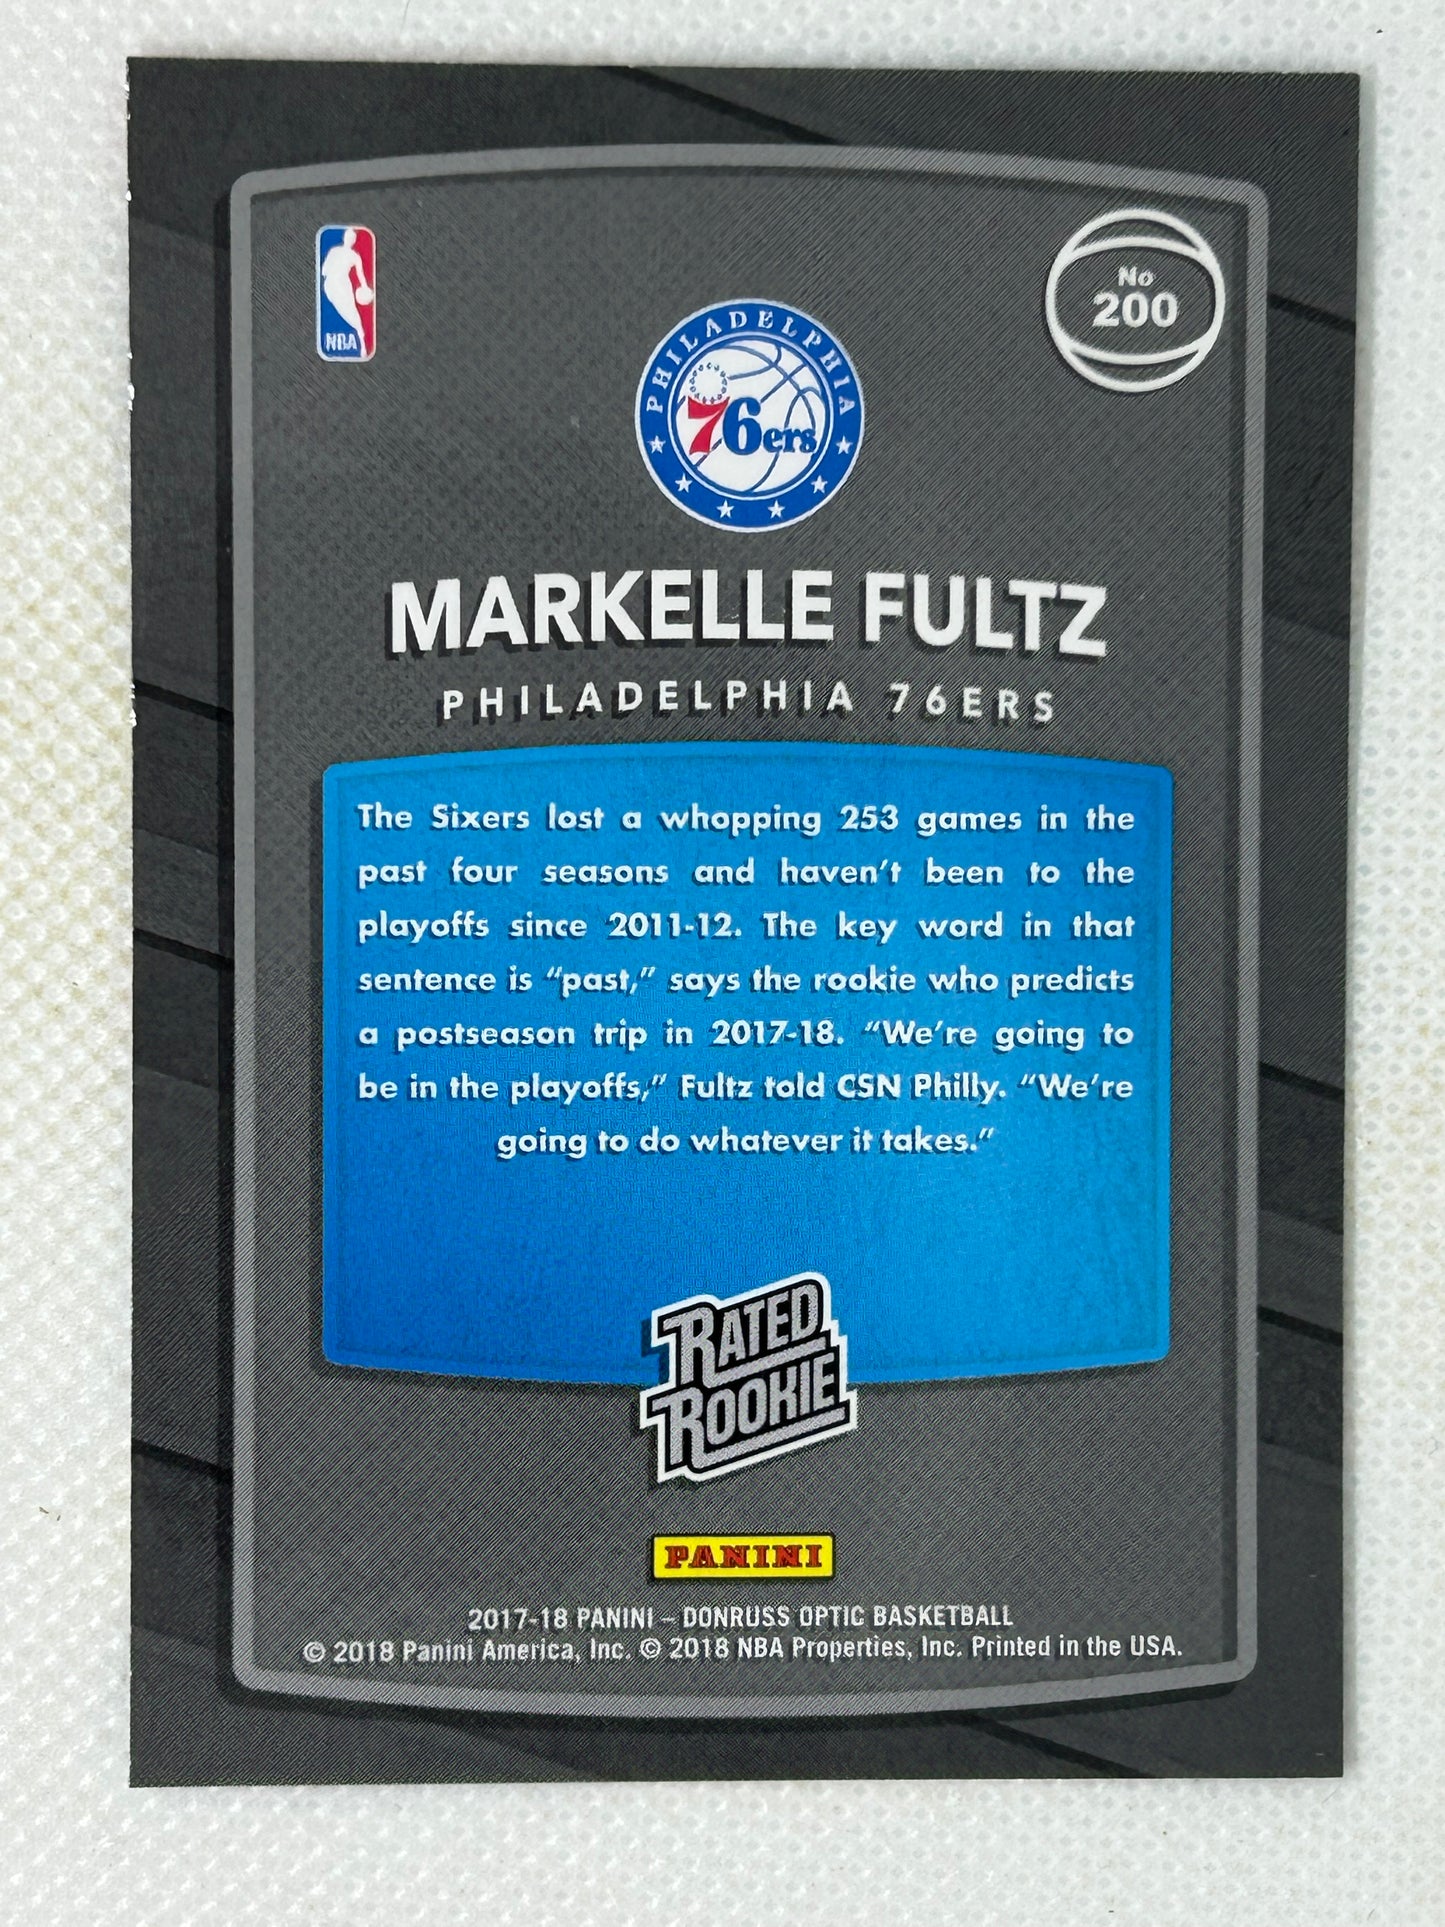 NBA
No
200
PHILADELPHIA
76ers
MARKELLE FULTZ
PHILADELPHIA 76ERS
The Sixers lost a whopping 253 games in the
past four seasons and haven't been to the
playoffs since 2011-12. The key word in that
sentence is “past,” says the rookie who predicts
a postseason trip in 2017-18. “We're going to
be in the playoffs,” Fultz told CSN Philly. “We're
going to do whatever it takes.”
RATED
ROOKIE
PANINI
2017-18 PANINI – DONRUSS OPTIC BASKETBALL
© 2018 Panini America, Inc. © 2018 NBA Properties, Inc. Printed in the USA.